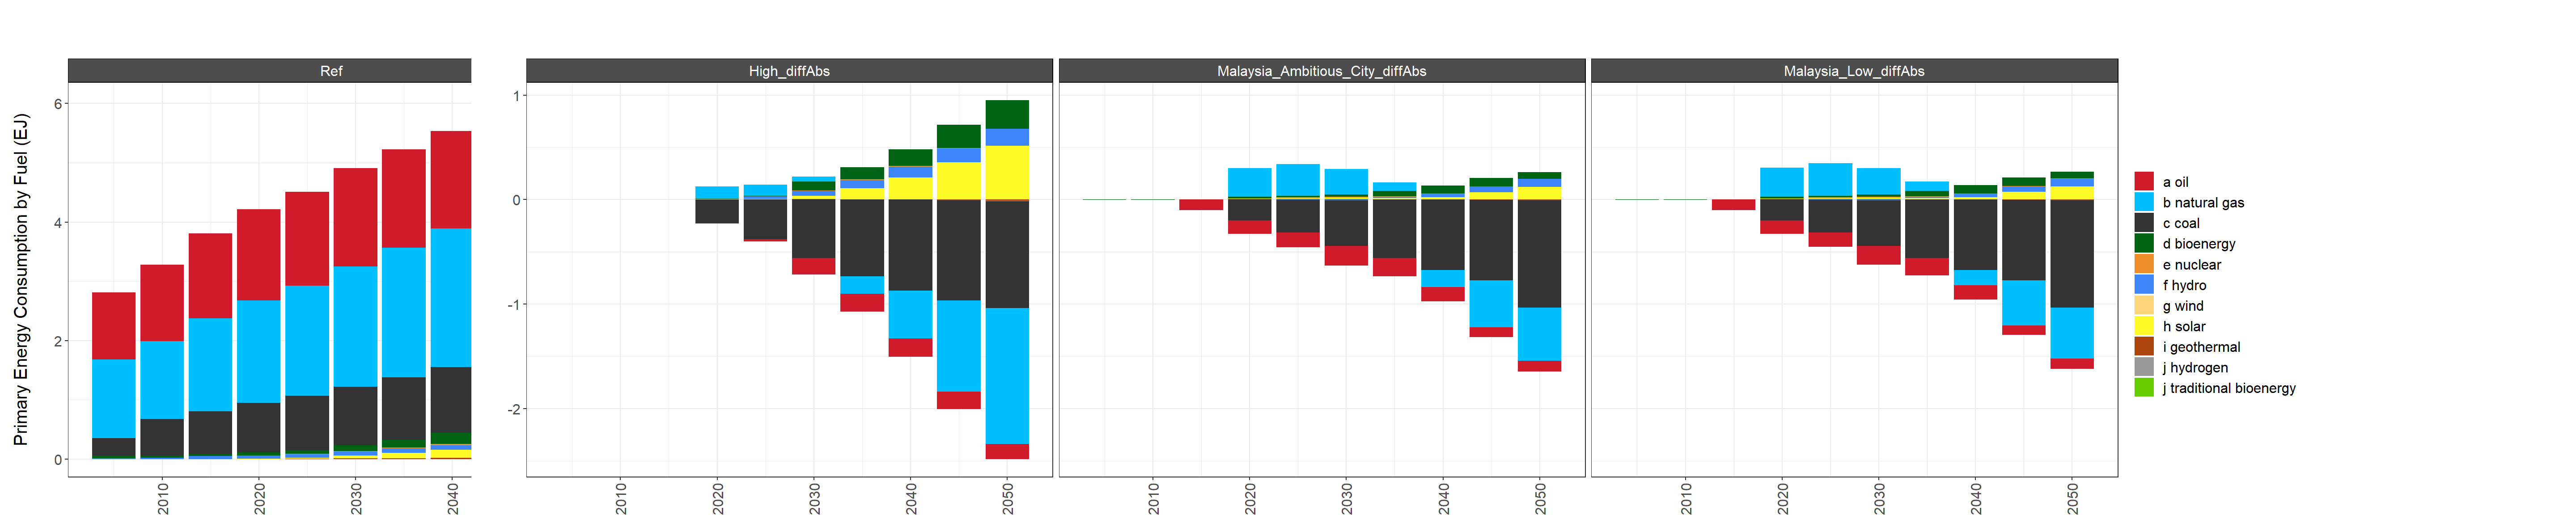 Primary Energy Consumption by Fuel (EJ)
Ref
6
4
2
0
2010
2020
2030
2040
High_diffAbs
Malaysia_Ambitious_City_diffAbs
Malaysia_Low_diffAbs
1
0
-1
-2
2010
2020
2030
2040
2050
2010
2020
2030
2040
2050
2010
2020
2030
2040
2050
a oil
b natural gas
c coal
d bioenergy
e nuclear
f hydro
g wind
h solar
i geothermal
j hydrogen
j traditional bioenergy